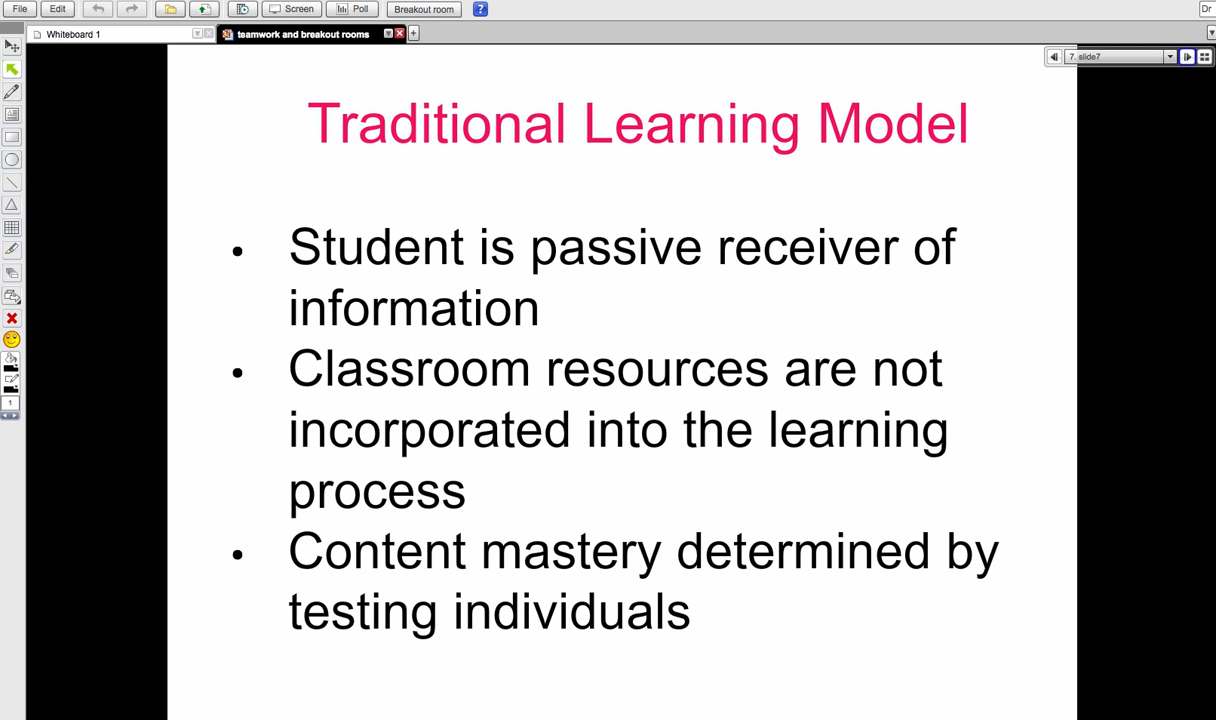 File Edit Screen Poll Breakout room ? Dr
Whiteboard 1 teamwork and breakout rooms
7. slide7
Traditional Learning Model
• Student is passive receiver of
information
• Classroom resources are not
incorporated into the learning
process
• Content mastery determined by
testing individuals
1